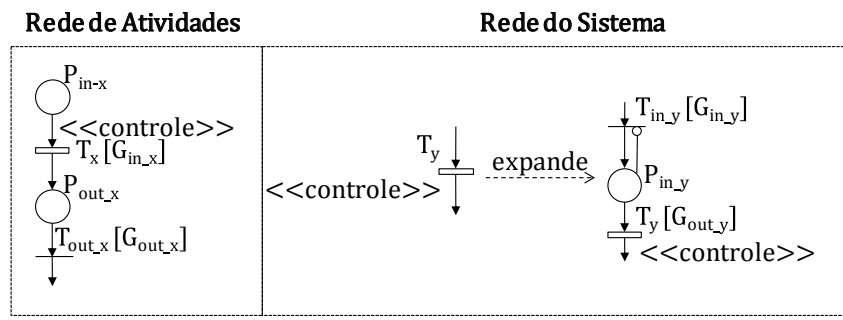 Rede de Atividades
Rede do Sistema
P_in-x
<<controle>>
T_x [G_in_x]
P_out_x
T_out_x [G_out_x]
T_y
<<controle>>
expande
T_in_y [G_in_y]
P_in_y
T_y [G_out_y]
<<controle>>